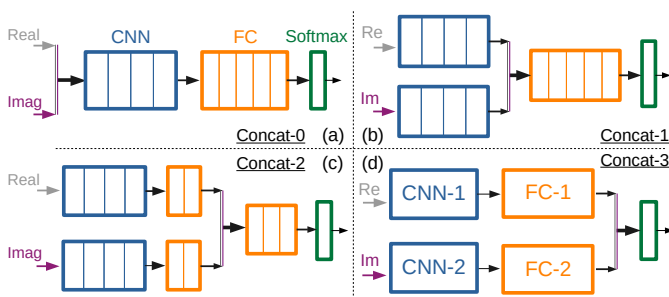 Real
CNN
FC
Softmax
Imag
Concat-0
(a)
Re
Im
(b)
Concat-1
Concat-2
(c)
Real
Imag
(d)
Concat-3
Re
CNN-1
FC-1
Im
CNN-2
FC-2